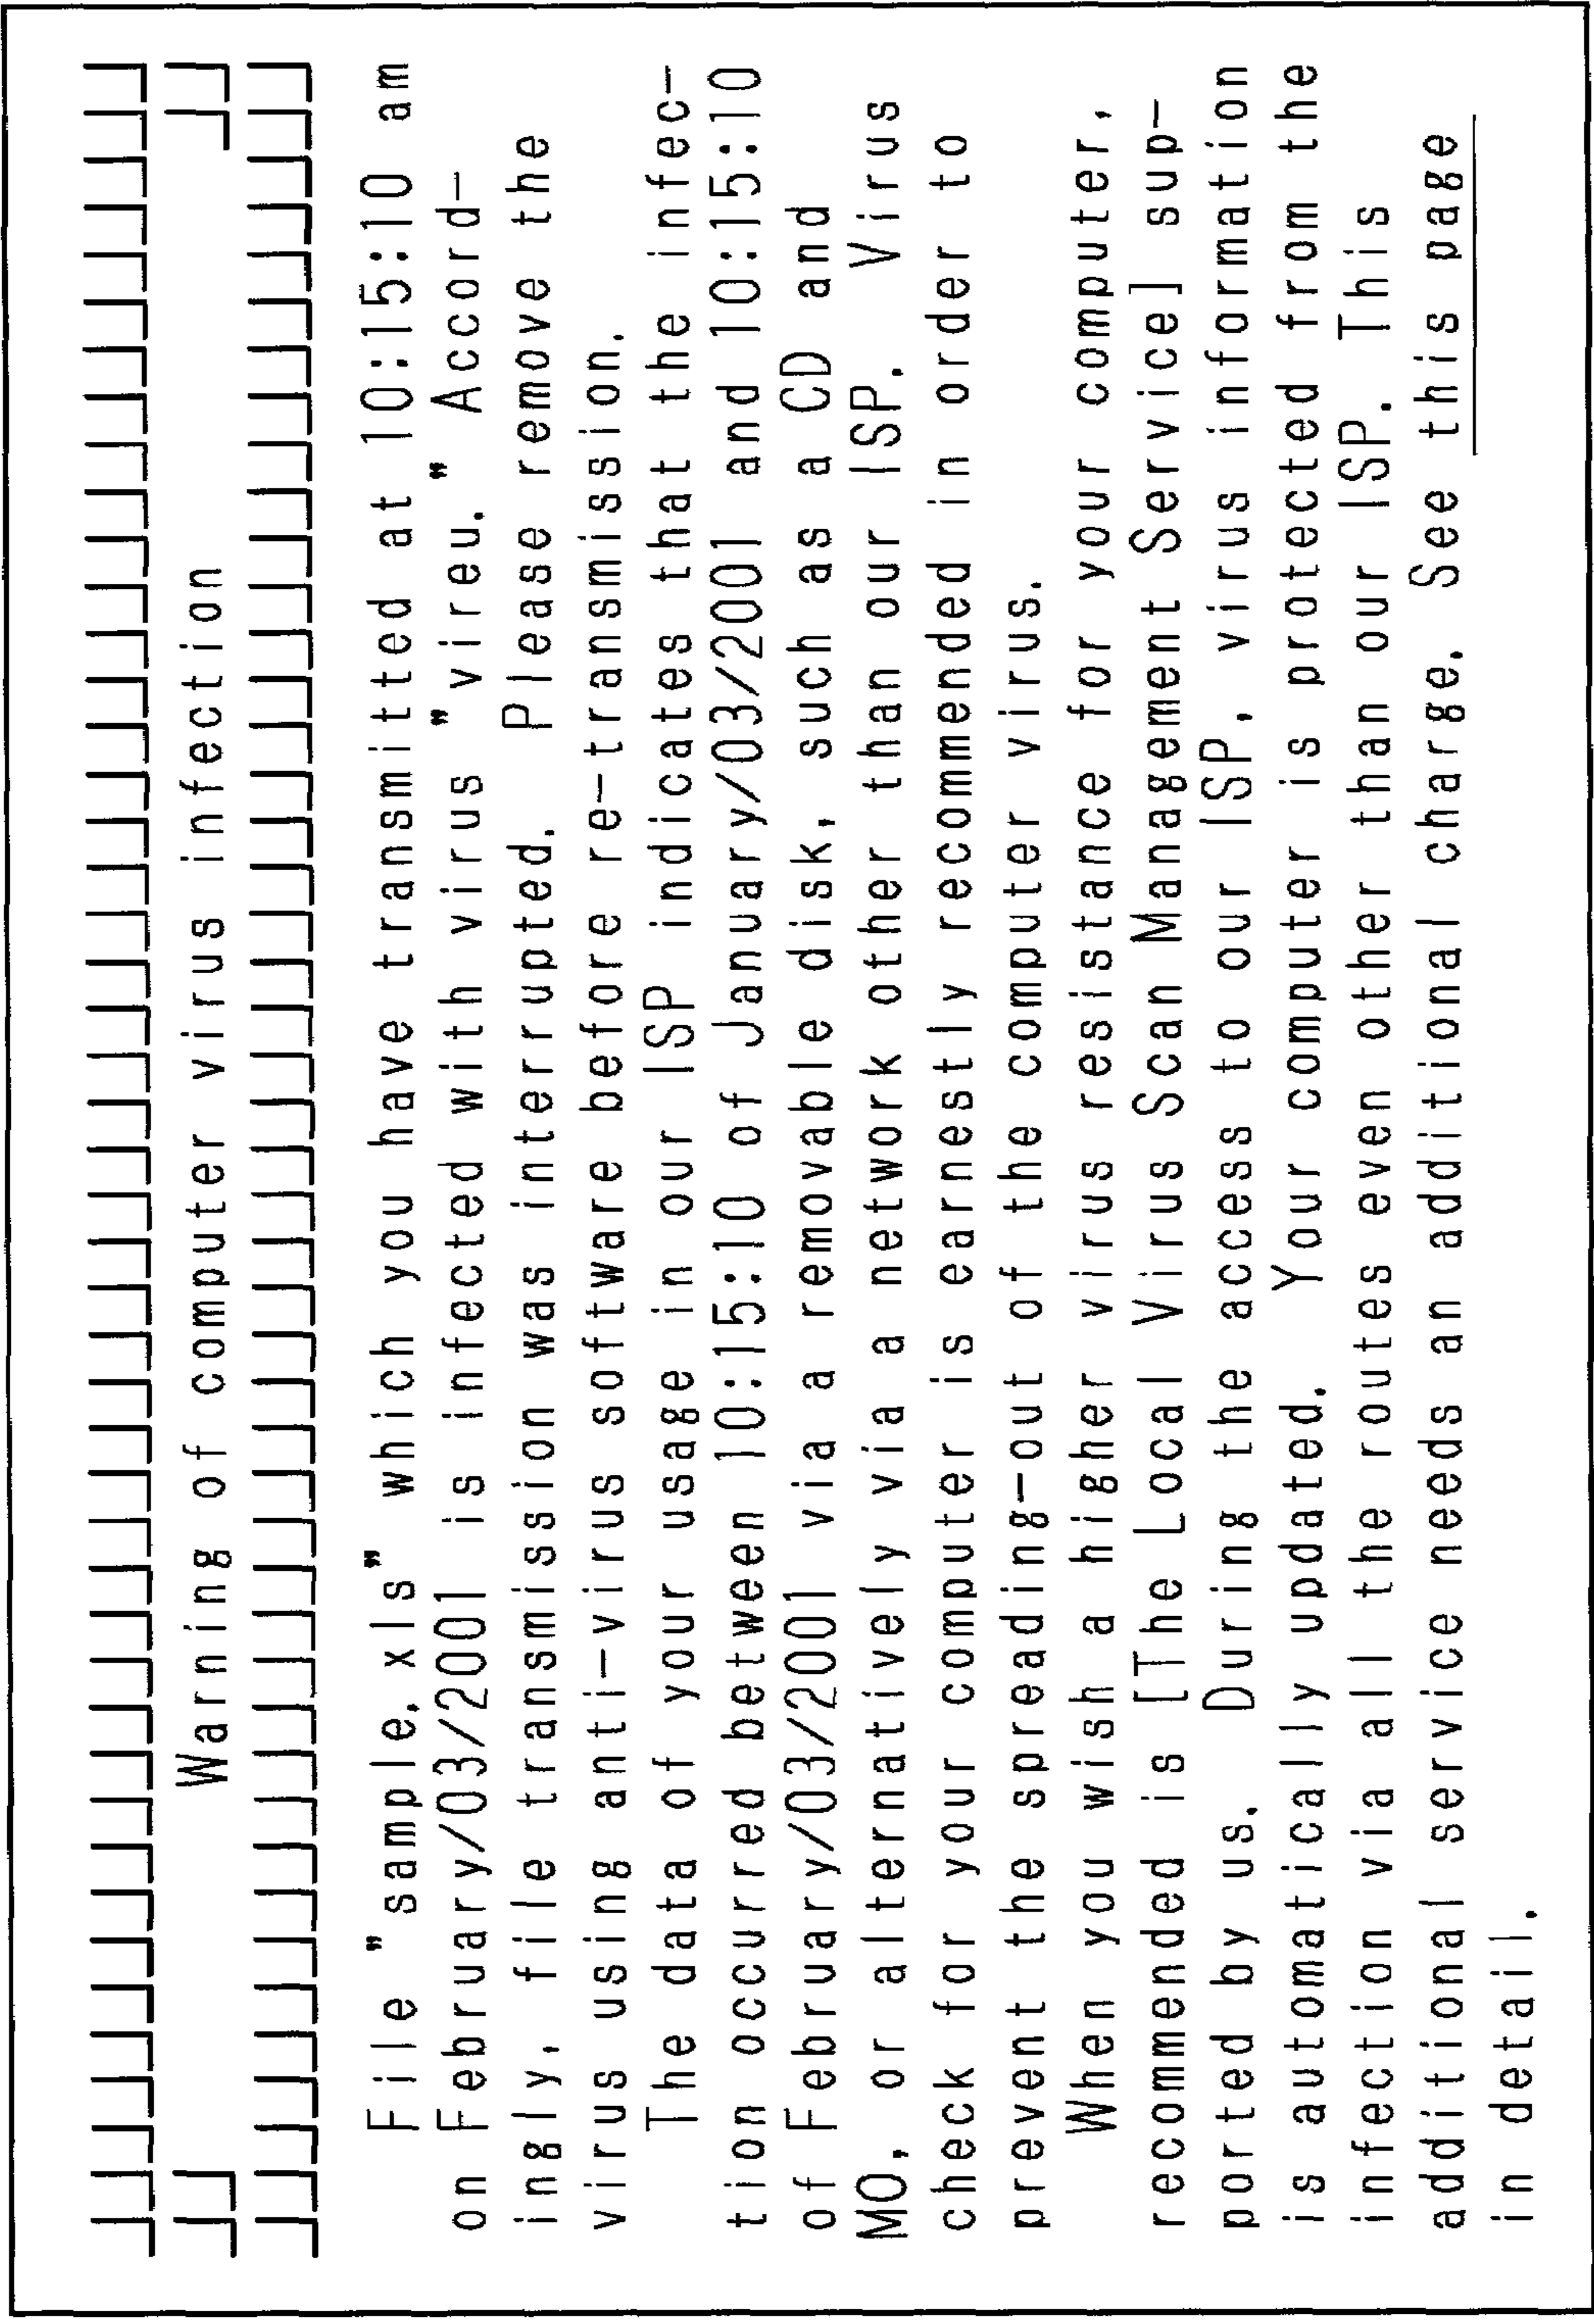 Warning of computer virus infection
File "sample.xls" which you have transmitted at 10:15:10 am
on February/03/2001 is infected with virus "vireu." Accord-
ingly, file transmission was interrupted. Please remove the
virus using anti-virus software before re-transmission.
The data of your usage in our ISP indicates that the infec-
tion occurred between 10:15:10 of January/03/2001 and 10:15:10
of February/03/2001 via a removable disk, such as a CD and
MO, or alternatively via a network other than our ISP. Virus
check for your computer is earnestly recommended in order to
prevent the spreading-out of the computer virus.
When you wish a higher virus resistance for your computer,
recommended is [The Local Virus Scan Management Service] sup-
ported by us. During the access to our ISP, virus information
is automatically updated. Your computer is protected from the
infection via all the routes even other than our ISP. This
additional service needs an additional charge. See this page
in detail.